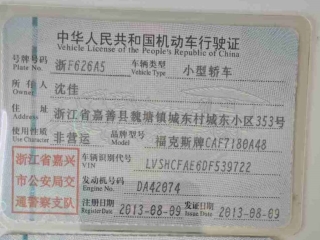 中华人民共和国机动车行驶证
Vehicle License of the People's Republic of China
号牌号码 浙F626A5 车辆类型 小型轿车
Plate No. Vehicle Type
所有人 沈佳
Owner
住址 浙江省嘉善县魏塘镇城东村城东小区353号
Address
使用性质 非营运 品牌型号 福克斯牌CAF7180A48
Use Character Model
浙江省嘉兴市公安局交通警察支队
车辆识别代号 LVSHCFAE6DF539722
VIN
发动机号码 DA42074
Engine No.
注册日期 2013-08-09 发证日期 2013-08-09
Register Date Issue Date